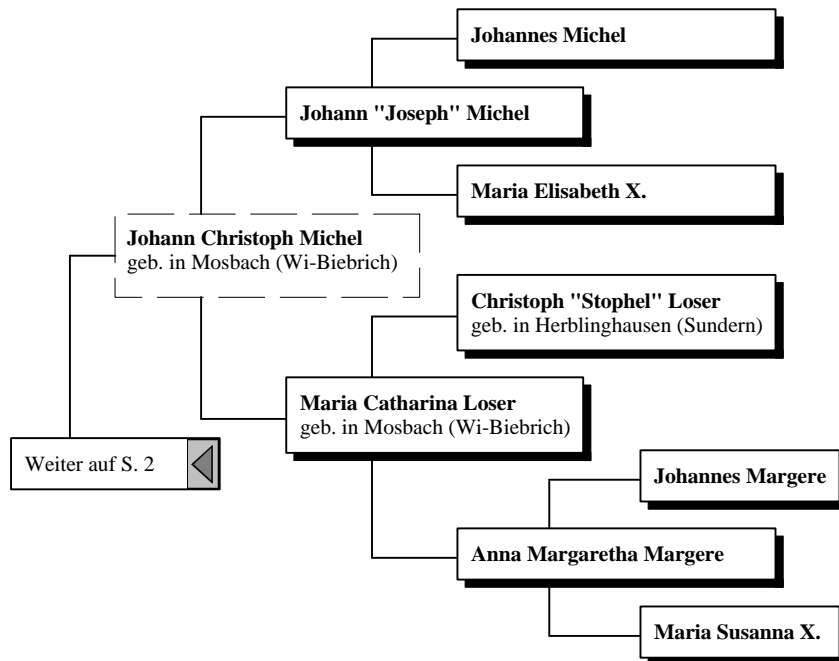 Johannes Michel
Johann "Joseph" Michel
Maria Elisabeth X.
Johann Christoph Michel
geb. in Mosbach (Wi-Biebrich)
Christoph "Stophel" Loser
geb. in Herblinghausen (Sundern)
Maria Catharina Loser
geb. in Mosbach (Wi-Biebrich)
Weiter auf S. 2
Johannes Margere
Anna Margaretha Margere
Maria Susanna X.